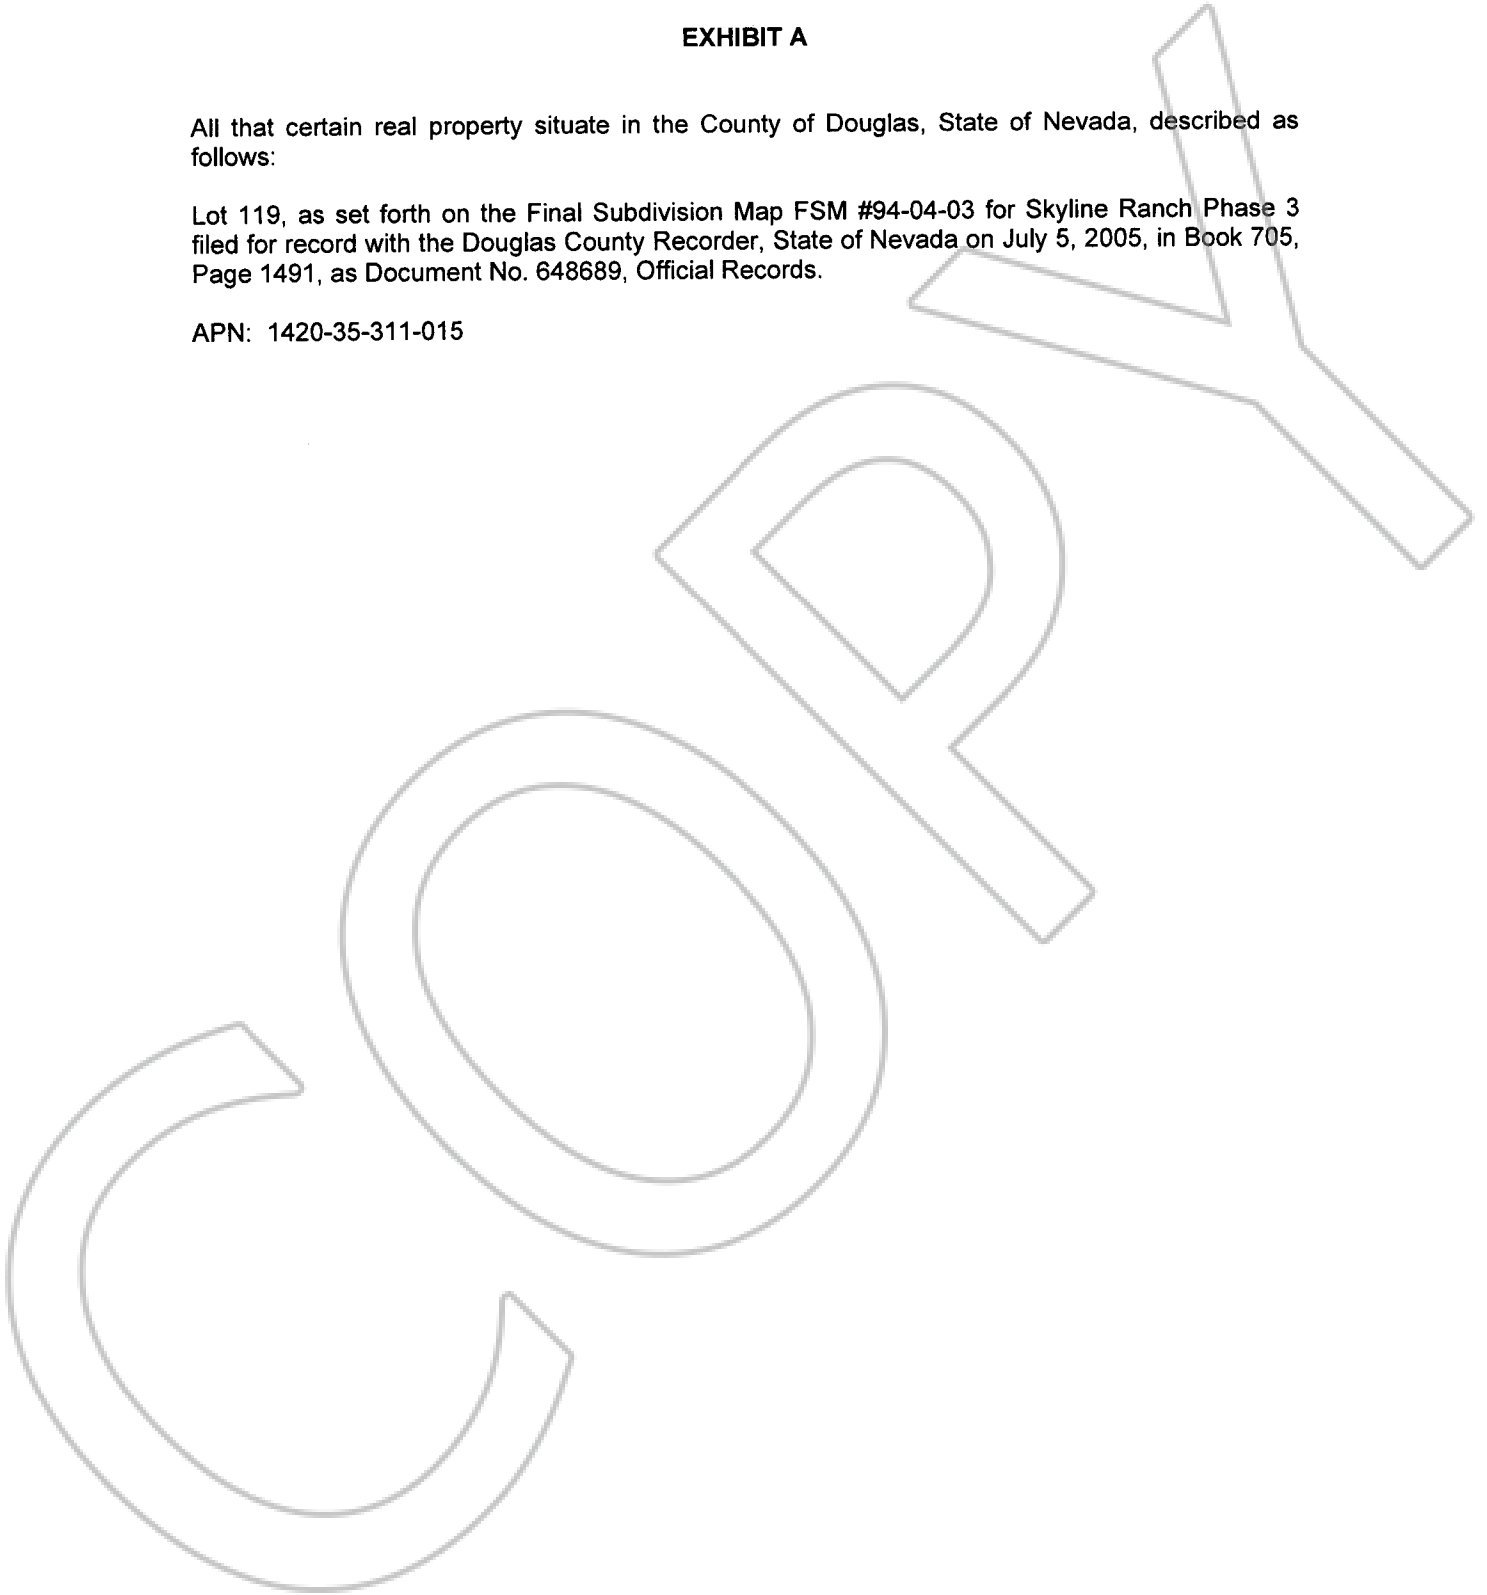 EXHIBIT A
All that certain real property situate in the County of Douglas, State of Nevada, described as
follows:
Lot 119, as set forth on the Final Subdivision Map FSM #94-04-03 for Skyline Ranch Phase 3
filed for record with the Douglas County Recorder, State of Nevada on July 5, 2005, in Book 705,
Page 1491, as Document No. 648689, Official Records.
APN: 1420-35-311-015
COPY